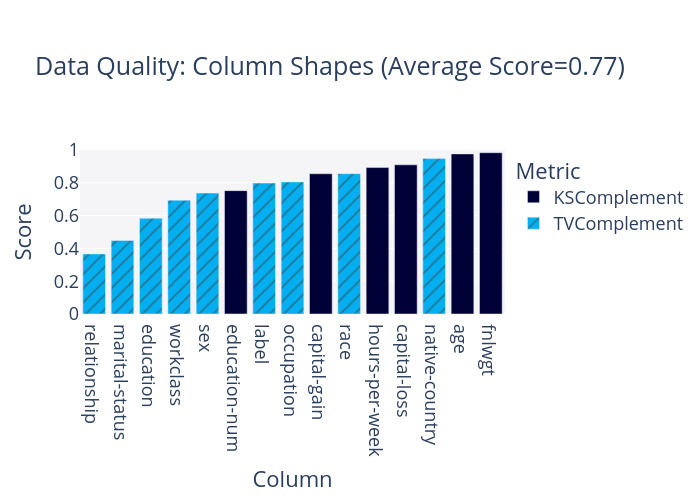 Data Quality: Column Shapes (Average Score=0.77)
Score
1
0.8
0.6
0.4
0.2
0
relationship
marital-status
education
workclass
sex
education-num
label
occupation
capital-gain
race
hours-per-week
capital-loss
native-country
age
fnlwgt
Column
Metric
KSComplement
TVComplement